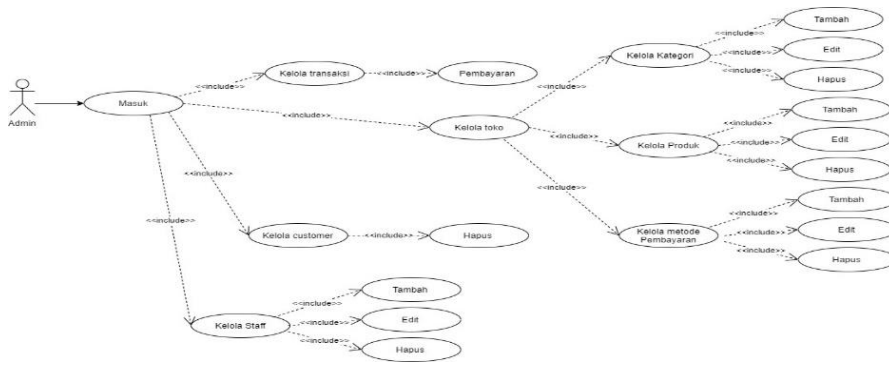 Tambah
<<include>>
Kelola Kategori
<<include>>
Edit
<<include>>
Hapus
<<include>>
Kelola transaksi
<<include>>
Pembayaran
<<include>>
Admin
Masuk
<<include>>
Kelola toko
<<include>>
Tambah
<<include>>
Kelola Produk
<<include>>
Edit
<<include>>
Hapus
<<include>>
<<include>>
<<include>>
<<include>>
Tambah
<<include>>
Kelola metode
Pembayaran
<<include>>
Edit
<<include>>
Hapus
Kelola customer
<<include>>
Hapus
Tambah
<<include>>
Kelola Staff
<<include>>
Edit
<<include>>
Hapus